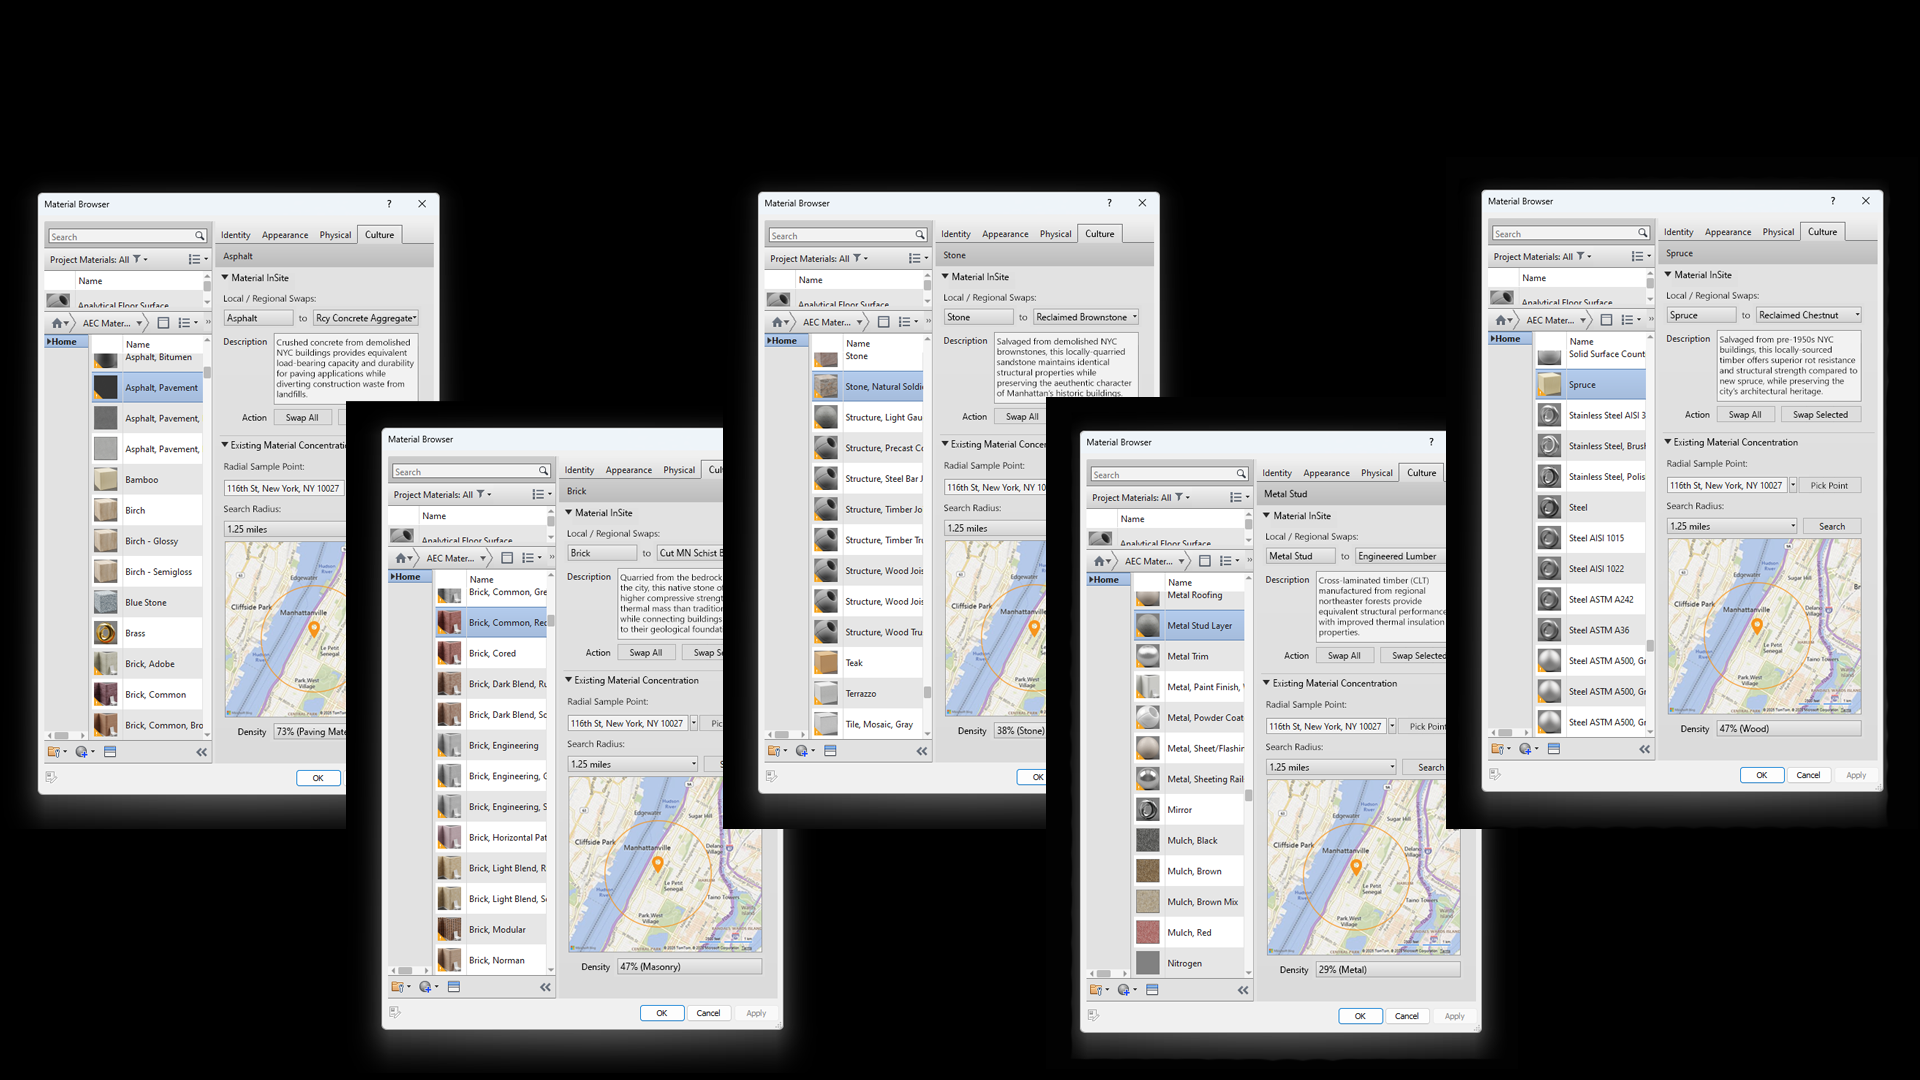 Material Browser
?
Search
Project Materials: All
Name
Analytical Floor Surface
AEC Mater...
Home
Name
Asphalt, Bitumen
Asphalt, Pavement
Asphalt, Pavement,
Asphalt, Pavement,
Bamboo
Birch
Birch - Glossy
Birch - Semigloss
Blue Stone
Brass
Brick, Adobe
Brick, Common
Brick, Common, Bro
Identity Appearance Physical Culture
Asphalt
Material InSite
Local / Regional Swaps:
Asphalt to Rcy Concrete Aggregate
Description
Crushed concrete from demolished
NYC buildings provides equivalent
load-bearing capacity and durability
for paving applications while
diverting construction waste from
landfills.
Action Swap All
Existing Material Concentratio
Radial Sample Point:
116th St, New York, NY 10027
Search Radius:
1.25 miles
Edgewater
Cliffside Park
Manhattanville
Hudson River
Le Petit Senegal
Park West Village
Density 73% (Paving Mate
OK
Material Browser
Search
Project Materials: All
Name
Analytical Floor Surface
AEC Mater...
Home
Name
Brick, Common, Gre
Brick, Common, Rec
Brick, Cored
Brick, Dark Blend, Ru
Brick, Dark Blend, So
Brick, Engineering
Brick, Engineering, G
Brick, Engineering, S
Brick, Horizontal Pat
Brick, Light Blend, R
Brick, Light Blend, So
Brick, Modular
Brick, Norman
Identity Appearance Physical Cul
Brick
Material InSite
Local / Regional Swaps:
Brick to Cut MN Schist B
Description
Quarried from the bedrock
the city, this native stone o
higher compressive streng
thermal mass than tradition
while connecting buildings
to their geological foundat
Action Swap All Swap Se
Existing Material Concentration
Radial Sample Point:
116th St, New York, NY 10027 Pic
Search Radius:
1.25 miles S
Edgewater
Hudson River
Sugar Hill
Cliffside Park
Manhattanville
Le Petit Senegal
Taino Towers
Park West Village
Density 47% (Masonry)
OK Cancel Apply
Material Browser
?
Search
Project Materials: All
Name
Analytical Floor Surface
AEC Mater...
Home
Name
Stone
Stone, Natural Soldi
Structure, Light Gau
Structure, Precast Co
Structure, Steel Bar J
Structure, Timber Jo
Structure, Timber Tru
Structure, Wood Jois
Structure, Wood Jois
Structure, Wood Tru
Teak
Terrazzo
Tile, Mosaic, Gray
Identity Appearance Physical Culture
Stone
Material InSite
Local / Regional Swaps:
Stone to Reclaimed Brownstone
Description
Salvaged from demolished NYC
brownstones, this locally-quarried
sandstone maintains identical
structural properties while
preserving the aeuthentic character
of Manhattan's historic buildings.
Action Swap All
Existing Material Concen
Radial Sample Point:
116th St, New York, NY 10
Search Radius:
1.25 miles
Edgewater
Cliffside Park
Manhattanville
Hudson River
Park West Village
Density 38% (Stone)
OK
Material Browser
?
Search
Project Materials: All
Name
Analytical Floor Surface
AEC Mater...
Home
Name
Metal Roofing
Metal Stud Layer
Metal Trim
Metal, Paint Finish,
Metal, Powder Coat
Metal, Sheet/Flashin
Metal, Sheeting Rail
Mirror
Mulch, Black
Mulch, Brown
Mulch, Brown Mix
Mulch, Red
Nitrogen
Identity Appearance Physical Culture
Metal Stud
Material InSite
Local / Regional Swaps:
Metal Stud to Engineered Lumber
Description
Cross-laminated timber (CLT)
manufactured from regional
northeaster forests provide
equivalent structural performance
with improved thermal insulation
properties.
Action Swap All Swap Selected
Existing Material Concentration
Radial Sample Point:
116th St, New York, NY 10027 Pick Point
Search Radius:
1.25 miles Search
Edgewater
Hudson River
Sugar Hill
Cliffside Park
Manhattanville
Le Petit Senegal
Taino Towers
Park West Village
Density 29% (Metal)
OK Cancel Apply
Material Browser
?
Search
Project Materials: All
Name
Analytical Floor Surface
AEC Mater...
Home
Name
Solid Surface Count
Spruce
Stainless Steel AISI 3
Stainless Steel, Brush
Stainless Steel, Polis
Steel
Steel AISI 1015
Steel AISI 1022
Steel ASTM A242
Steel ASTM A36
Steel ASTM A500, Gr
Steel ASTM A500, Gr
Steel ASTM A500, Gr
Identity Appearance Physical Culture
Spruce
Material InSite
Local / Regional Swaps:
Spruce to Reclaimed Chestnut
Description
Salvaged from pre-1950s NYC
buildings, this locally-sourced
timber offers superior rot resistance
and structural strength compared to
new spruce, while preserving the
city's architectural heritage.
Action Swap All Swap Selected
Existing Material Concentration
Radial Sample Point:
116th St, New York, NY 10027 Pick Point
Search Radius:
1.25 miles Search
Edgewater
Hudson River
Sugar Hill
Cliffside Park
Manhattanville
Le Petit Senegal
Taino Towers
Park West Village
Density 47% (Wood)
OK Cancel Apply